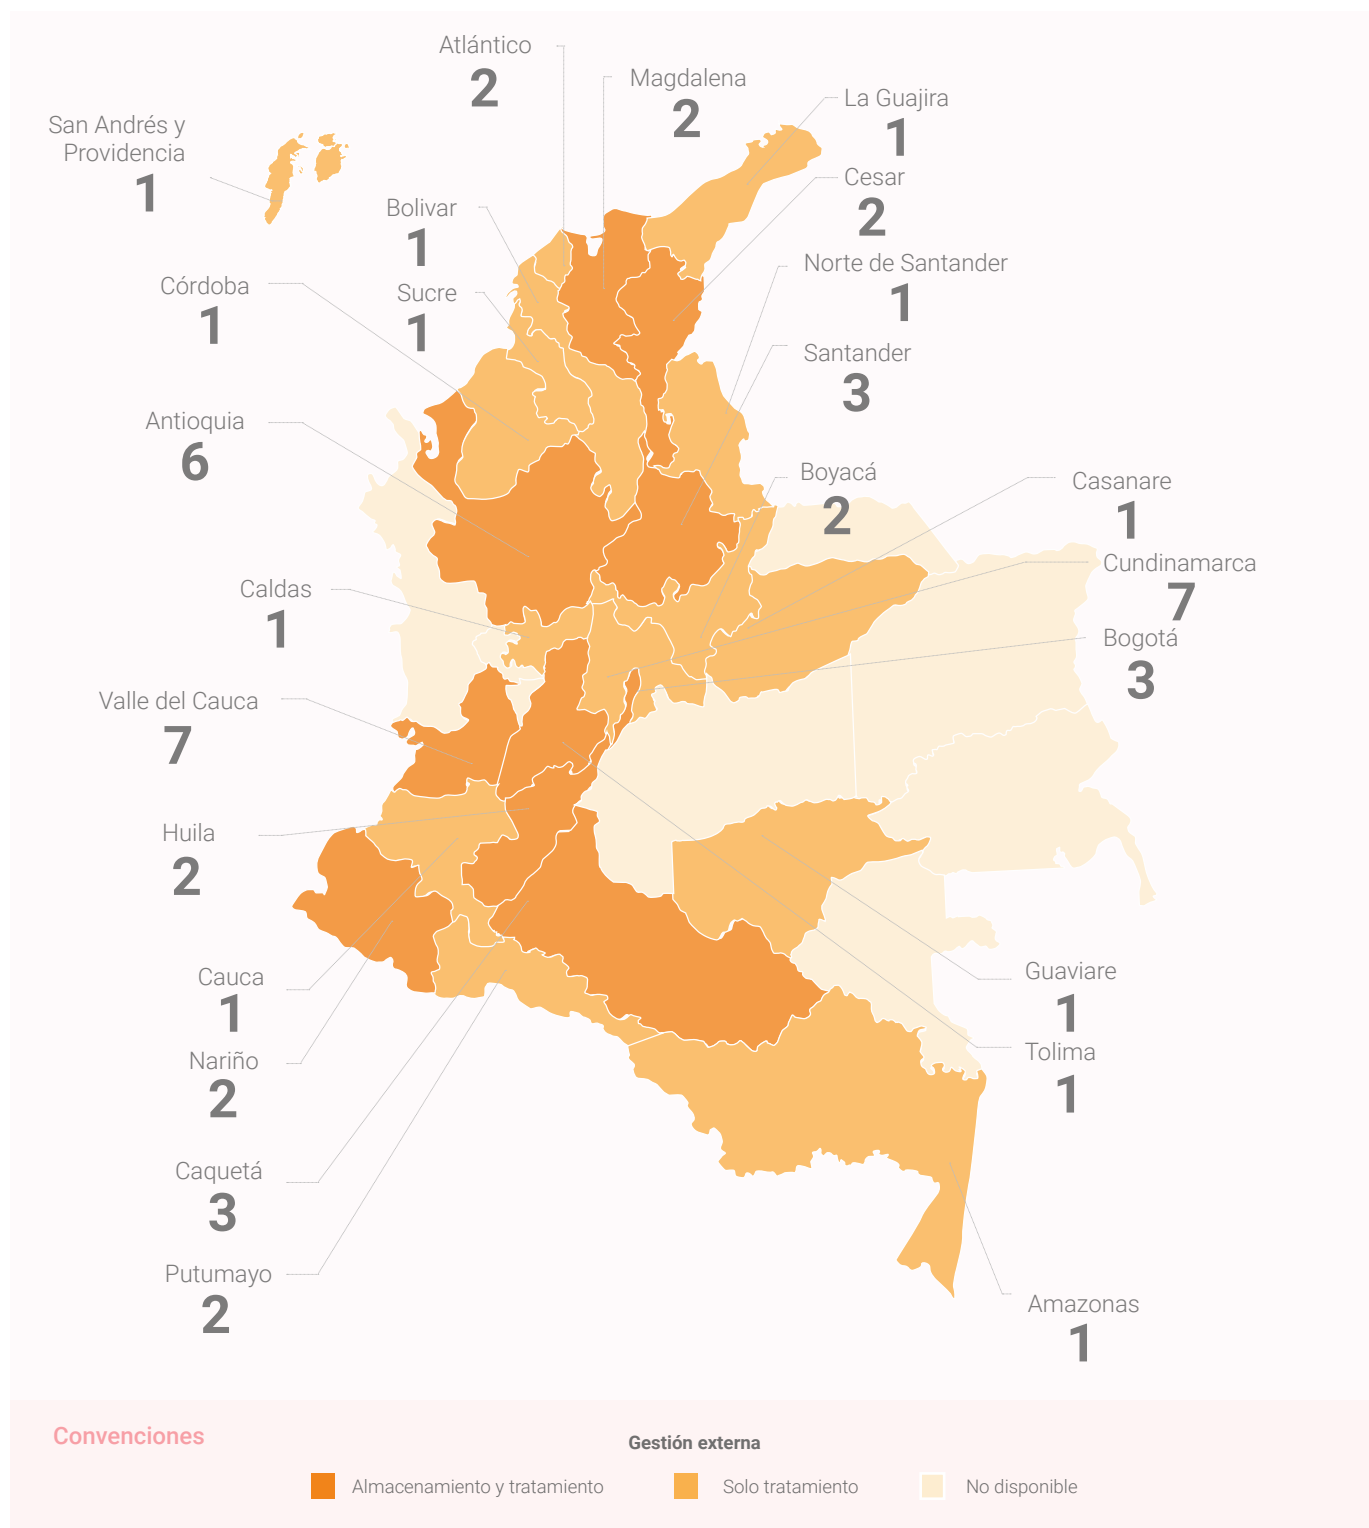 Atlántico
2
Magdalena
2
La Guajira
1
San Andrés y
Providencia
1
Cesar
2
Bolivar
1
Norte de Santander
1
Córdoba
1
Sucre
1
Santander
3
Antioquia
6
Boyacá
2
Casanare
1
Cundinamarca
7
Caldas
1
Bogotá
3
Valle del Cauca
7
Huila
2
Cauca
1
Guaviare
1
Nariño
2
Tolima
1
Caquetá
3
Putumayo
2
Amazonas
1
Convenciones
Gestión externa
Almacenamiento y tratamiento
Solo tratamiento
No disponible